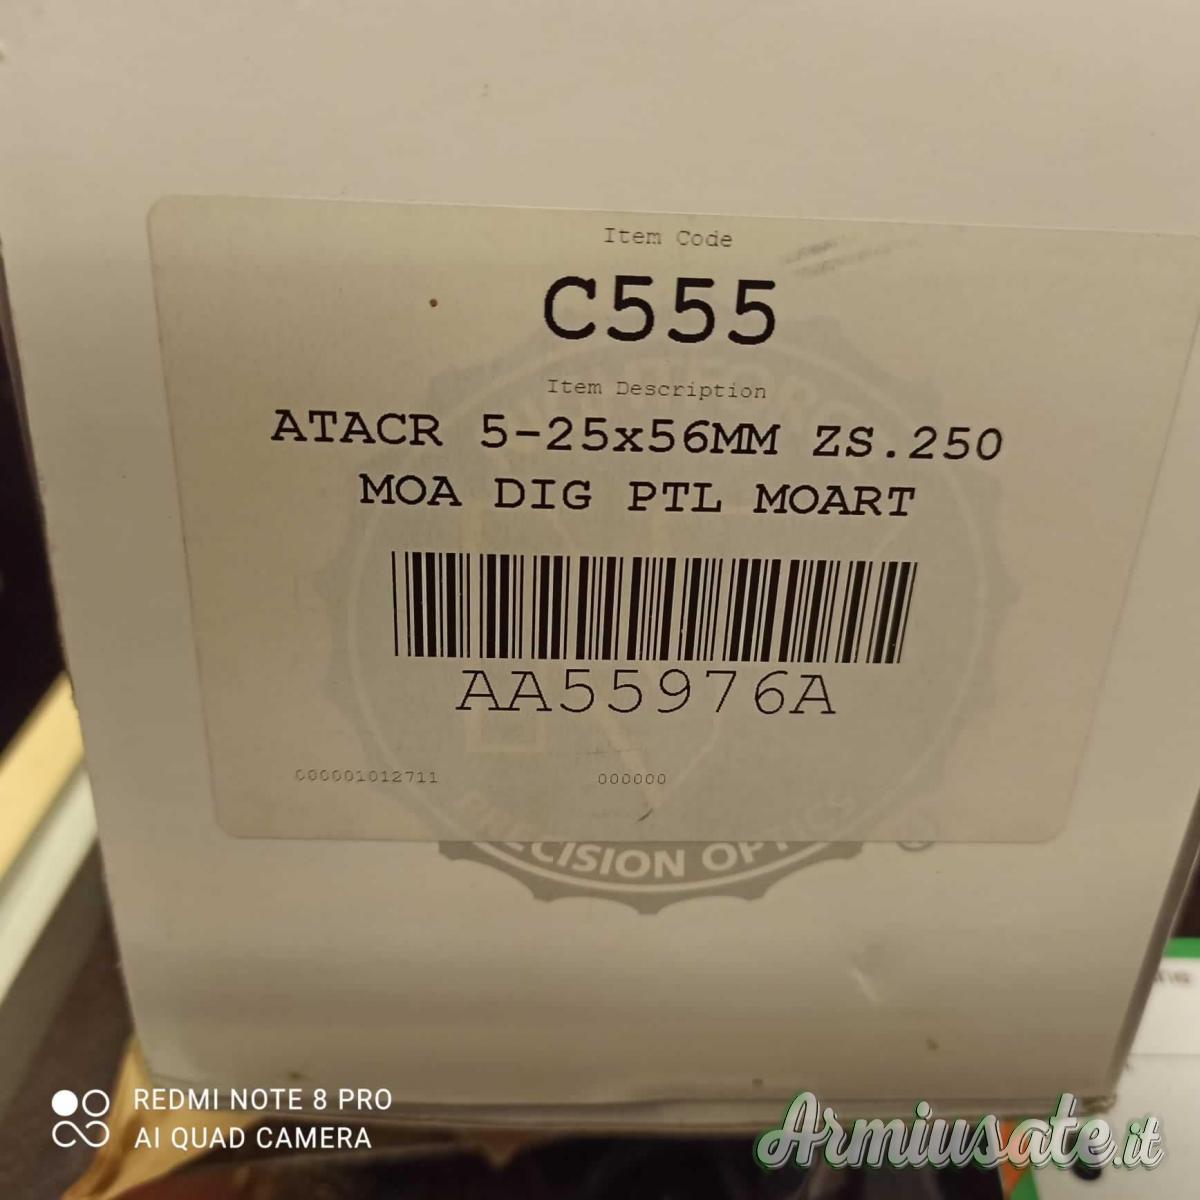 Item Code
C555
Item Description
ATACR 5-25x56MM ZS.250
MOA DIG PTL MOART
AA55976A
000001012711 000000
PRECISION OPTICS
REDMI NOTE 8 PRO
AI QUAD CAMERA
Armiusate.it